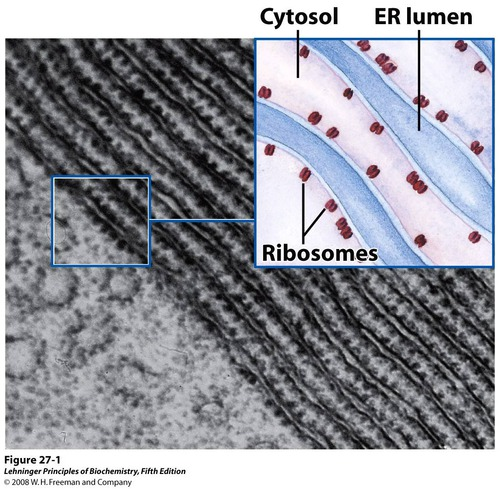 Cytosol ER lumen
Ribosomes
Figure 27-1
Lehninger Principles of Biochemistry, Fifth Edition
© 2008 W. H. Freeman and Company